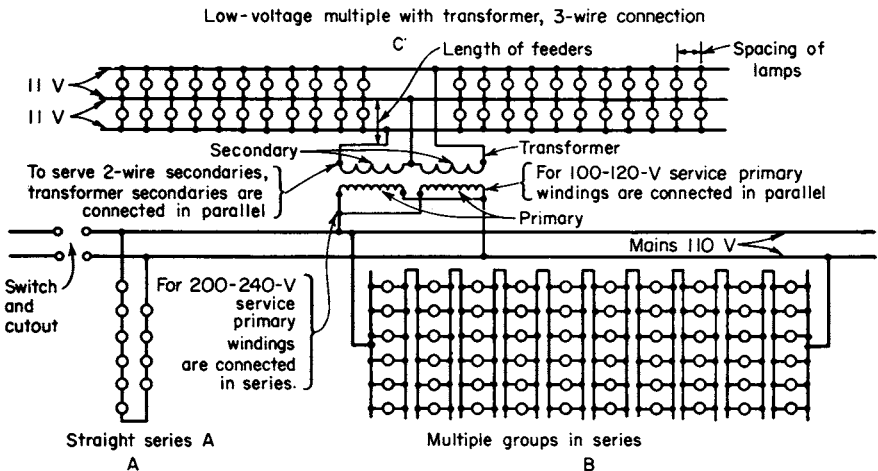 Low-voltage multiple with transformer, 3-wire connection
C
Length of feeders
Spacing of
lamps
11 V
11 V
Secondary
Transformer
To serve 2-wire secondaries,
transformer secondaries are
connected in parallel
For 100-120-V service primary
windings are connected in parallel
Primary
Mains 110 V
Switch
and
cutout
For 200-240-V
service
primary
windings
are connected
in series.
Straight series A
A
Multiple groups in series
B